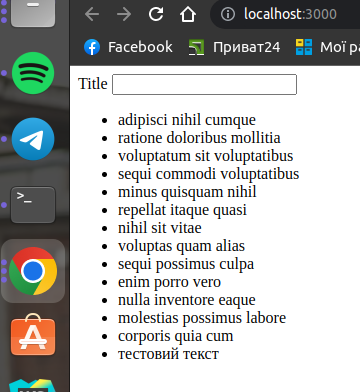 localhost:3000
Facebook Приват24 Мої р
Title
adipisci nihil cumque
ratione doloribus mollitia
voluptatum sit voluptatibus
sequi commodi voluptatibus
minus quisquam nihil
repellat itaque quasi
nihil sit vitae
voluptas quam alias
sequi possimus culpa
enim porro vero
nulla inventore eaque
molestias possimus labore
corporis quia cum
тестовий текст